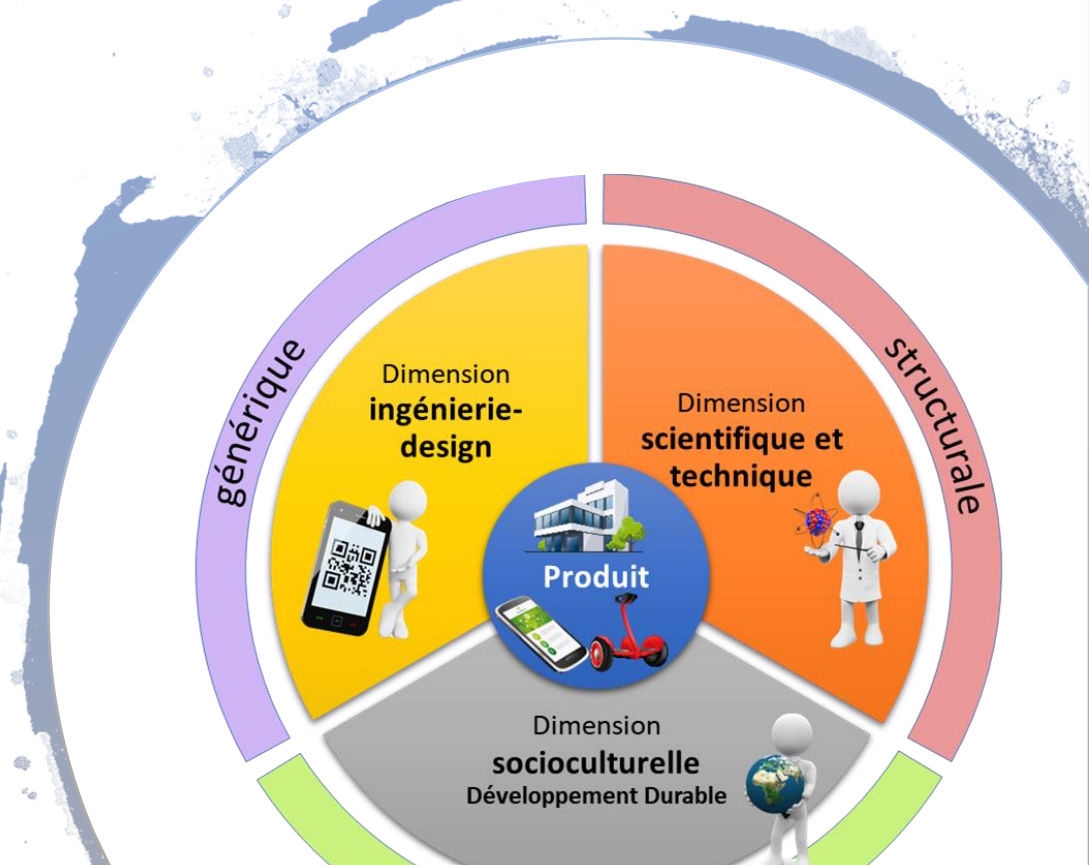 générique
structurale
Dimension
ingénierie-
design
Dimension
scientifique et
technique
Produit
Dimension
socioculturelle
Développement Durable